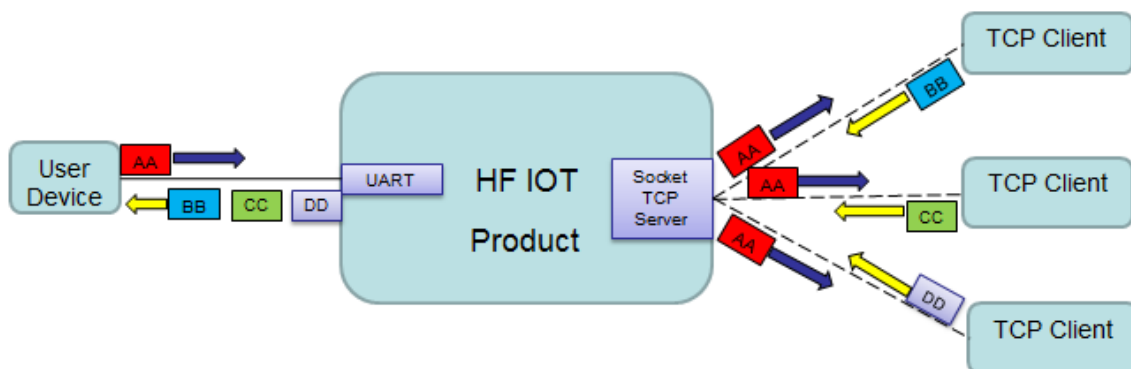 User
Device
AA
BB
CC
DD
UART
HF IOT
Product
Socket
TCP
Server
AA
AA
AA
BB
CC
DD
TCP Client
TCP Client
TCP Client